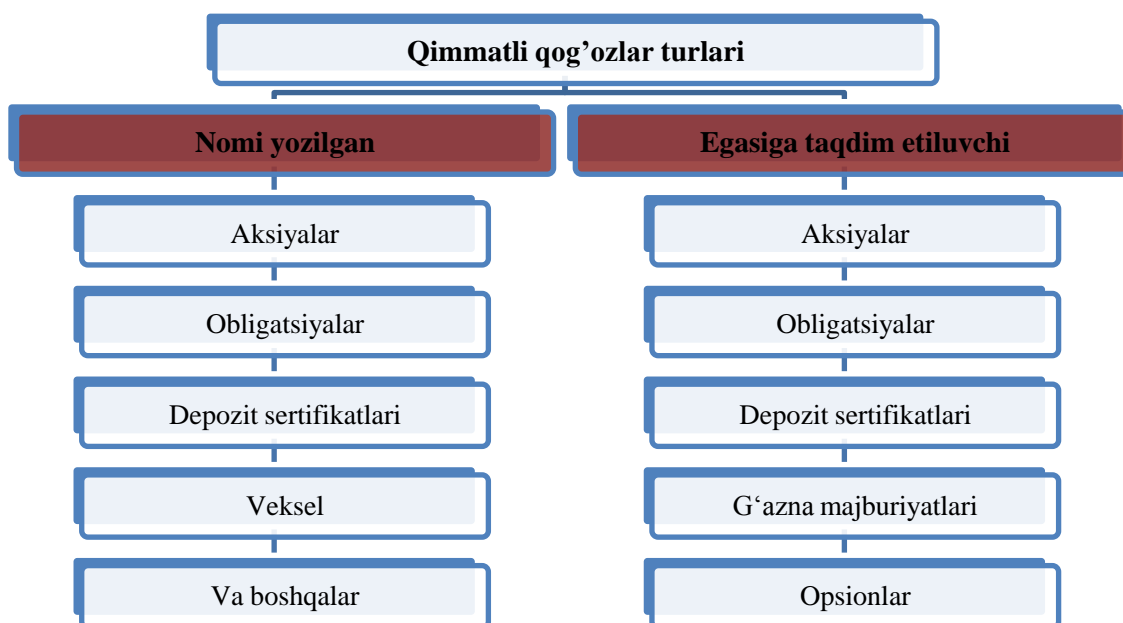 Qimmatli qog’ozlar turlari
Nomi yozilgan
Aksiyalar
Obligatsiyalar
Depozit sertifikatlari
Veksel
Va boshqalar
Egasiga taqdim etiluvchi
Aksiyalar
Obligatsiyalar
Depozit sertifikatlari
G‘azna majburiyatlari
Opsionlar